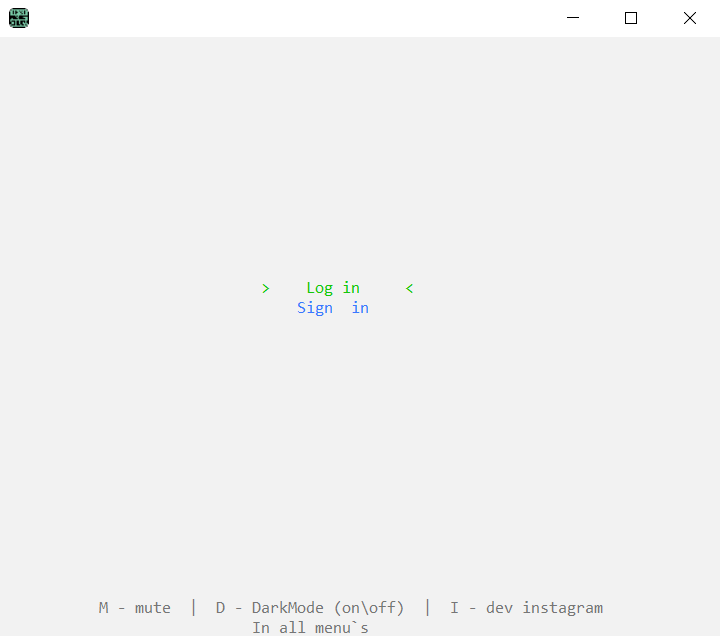 >    Log in     <
Sign  in
M - mute  |  D - DarkMode (on\off)  |  I - dev instagram
In all menu`s